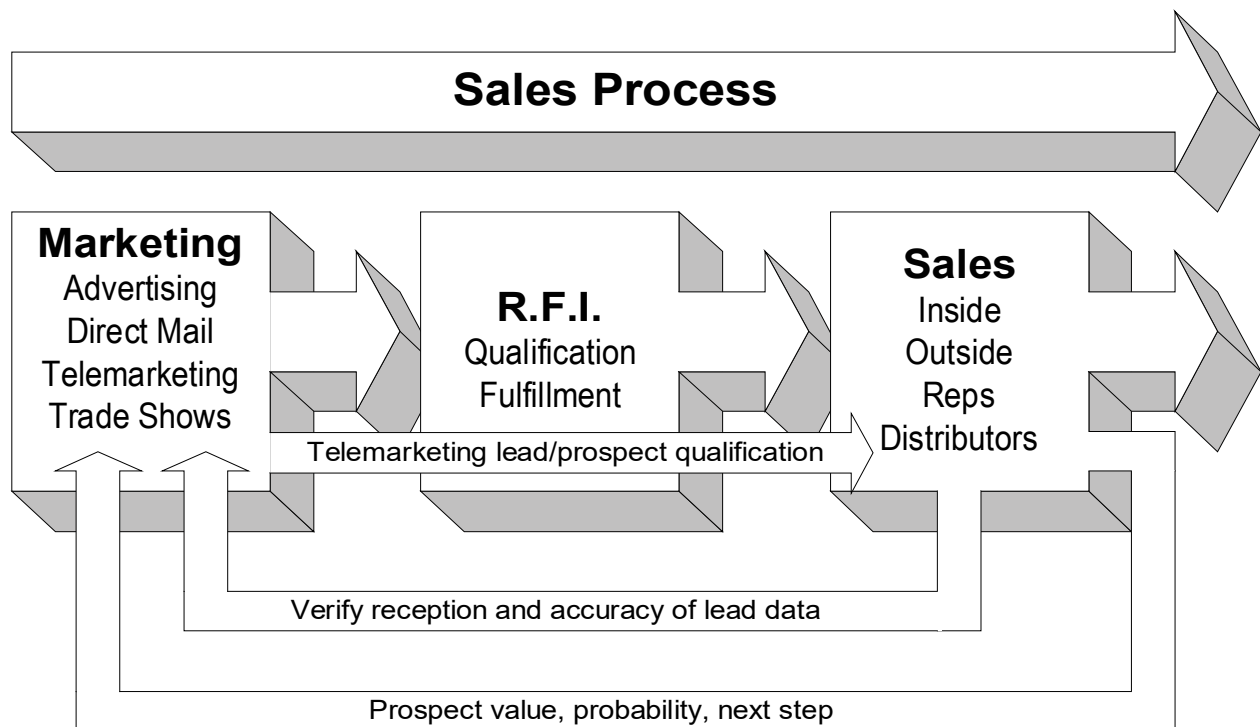 Sales Process
Marketing
Advertising
Direct Mail
Telemarketing
Trade Shows
R.F.I.
Qualification
Fulfillment
Sales
Inside
Outside
Reps
Distributors
Telemarketing lead/prospect qualification
Verify reception and accuracy of lead data
Prospect value, probability, next step